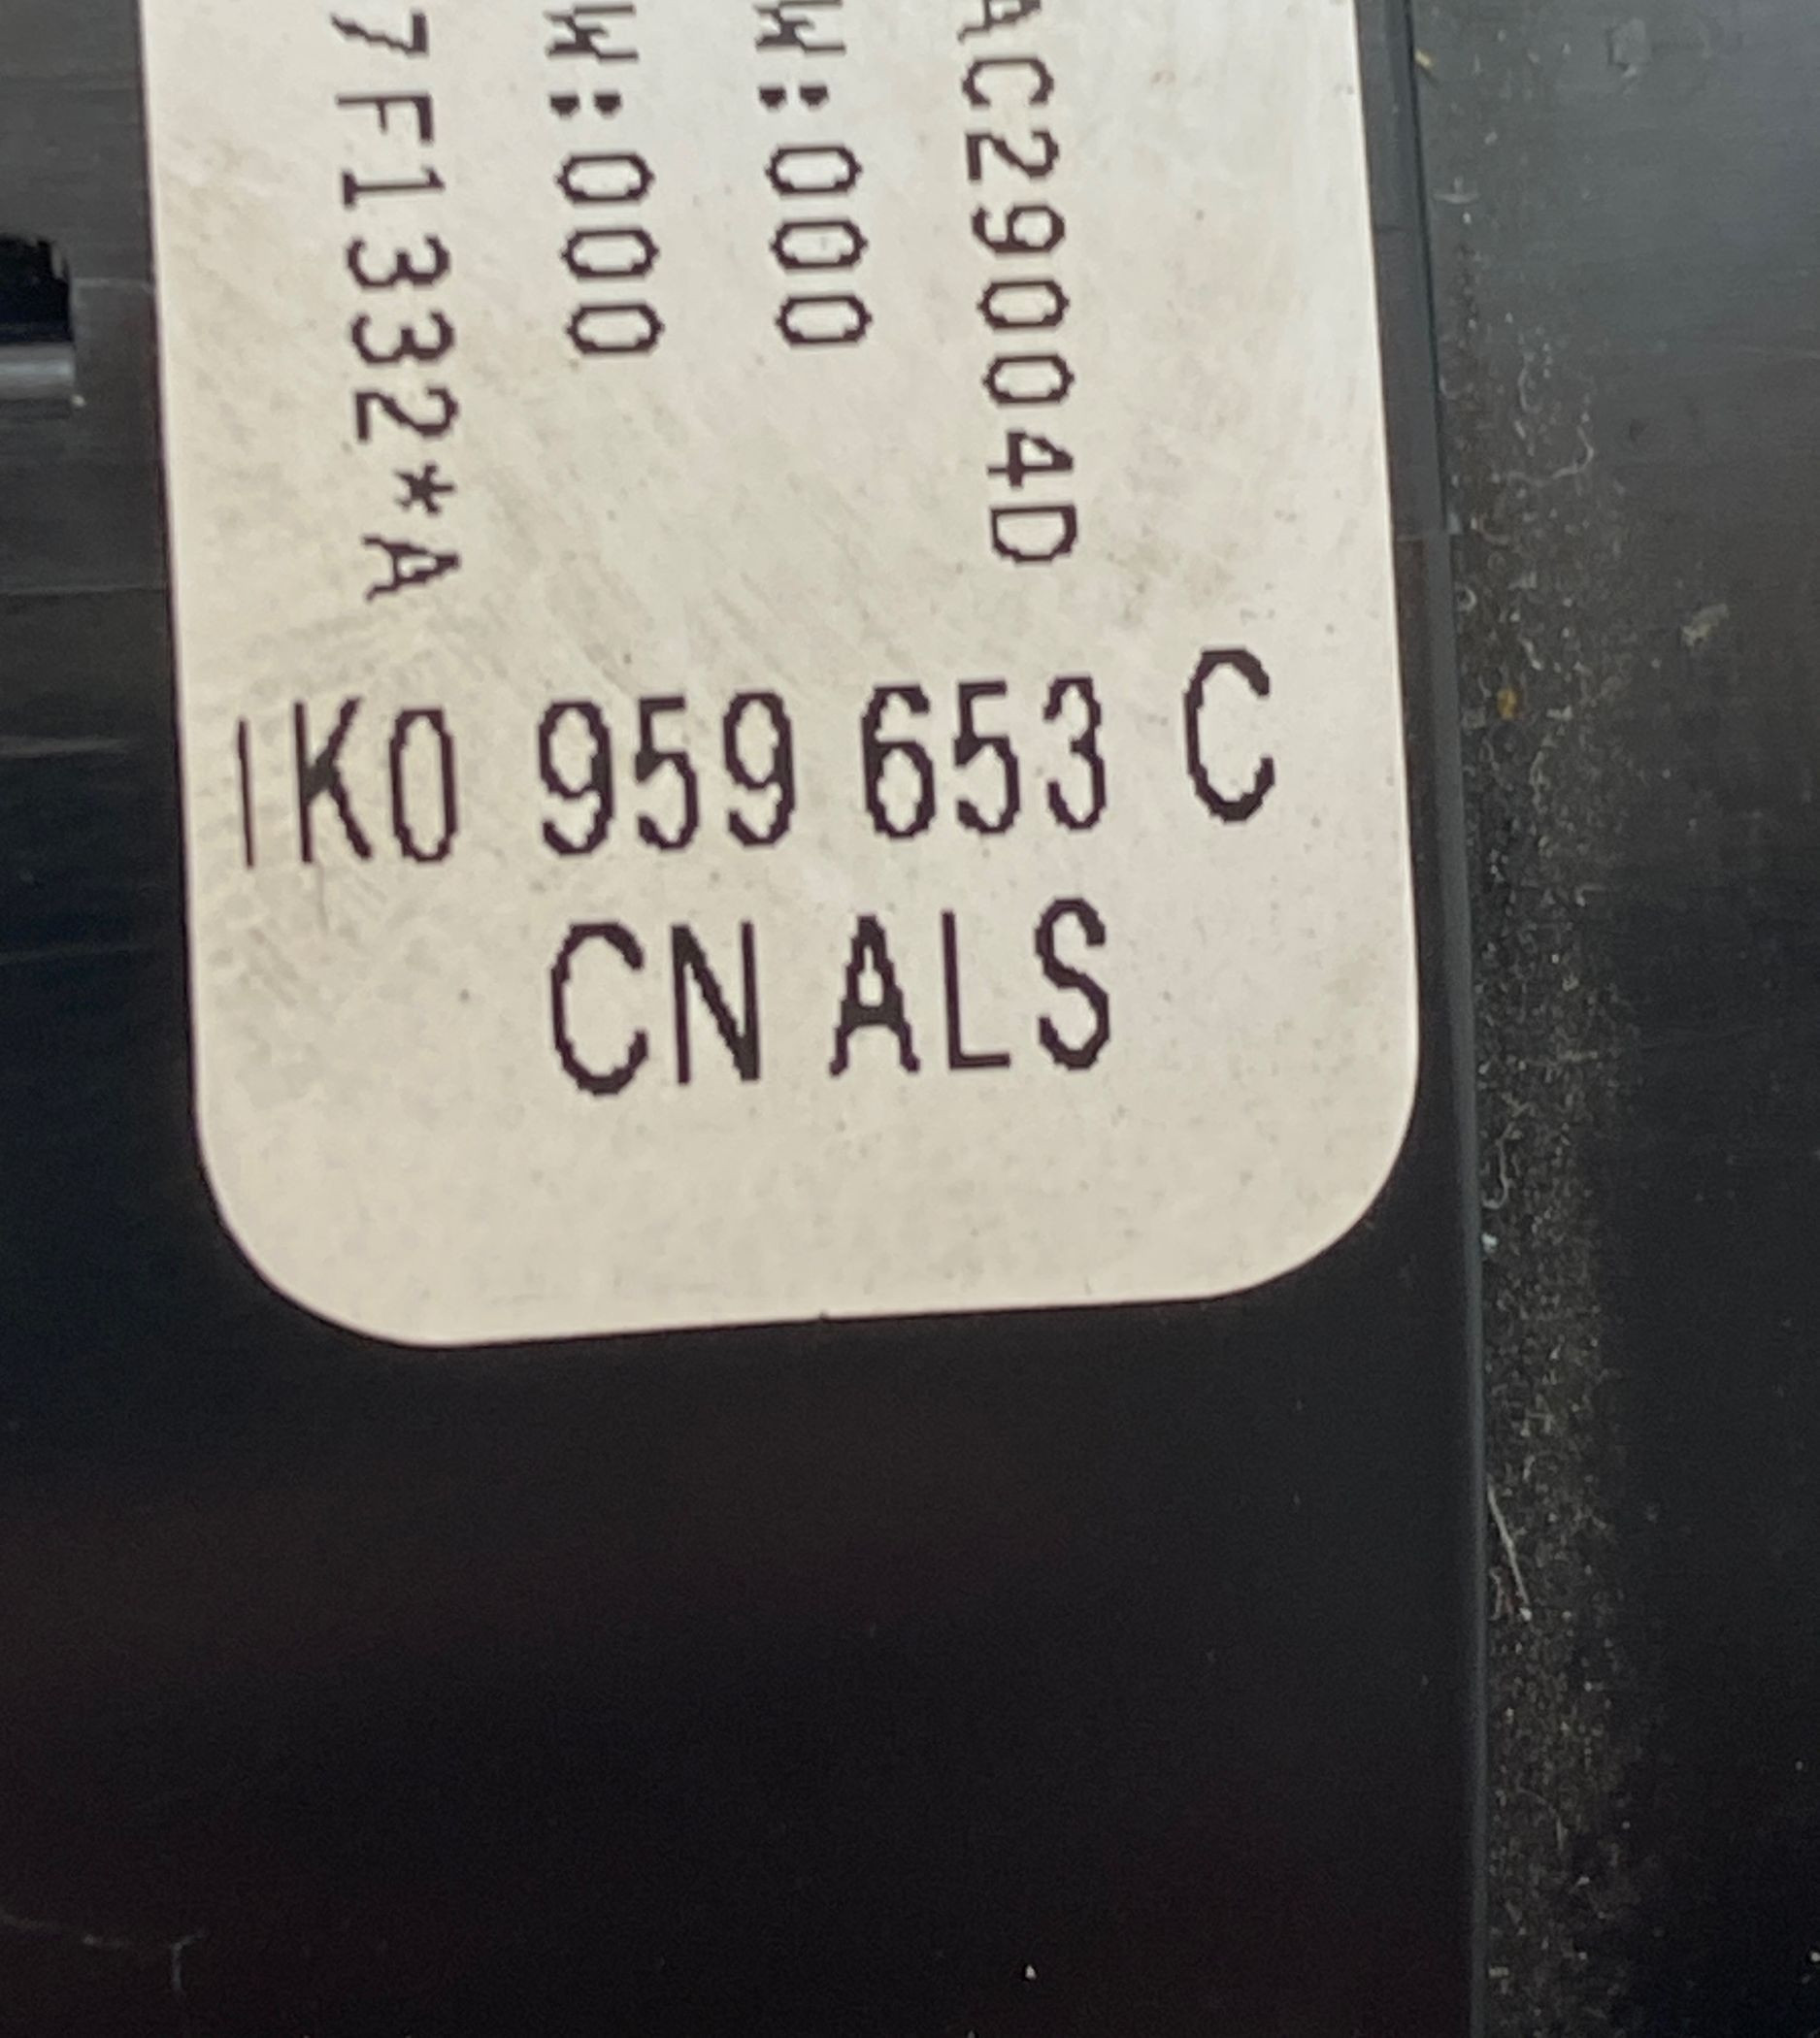 AC29004D
W:000
W:000
7F1332*A
1K0 959 653 C
CN ALS